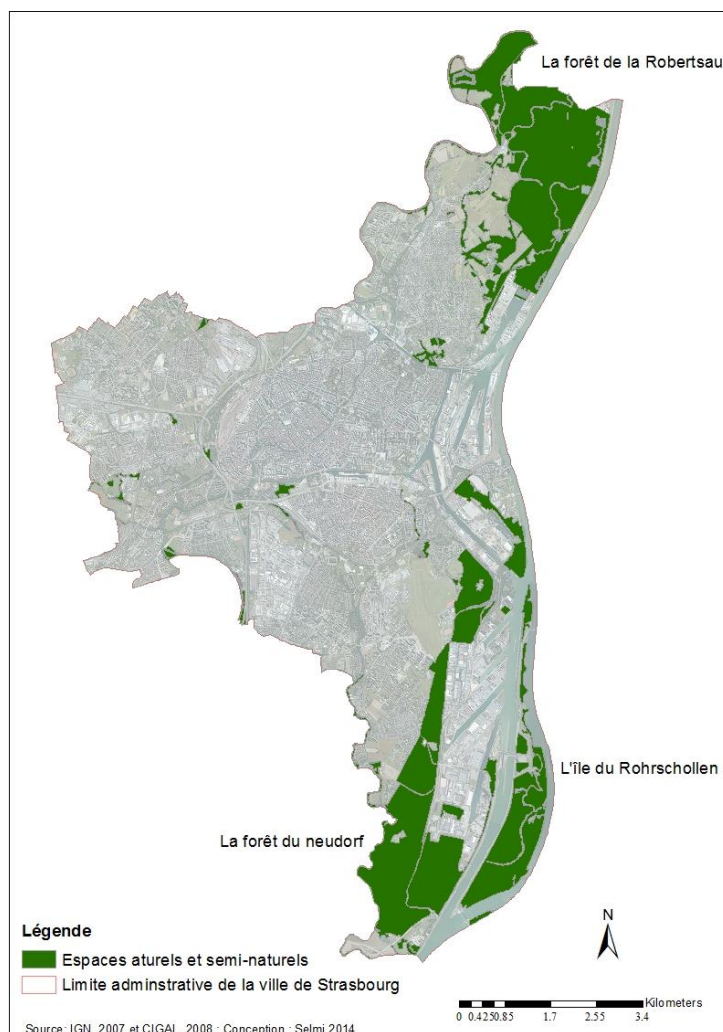 La forêt de la Robertsau
L'île du Rohrschollen
La forêt du neudorf
N
Légende
Espaces aturels et semi-naturels
Limite adminstrative de la ville de Strasbourg
Kilometers
0 0.4250.85 1.7 2.55 3.4
Source: IGN, 2007 et CIGAL, 2008 ; Conception : Selmi 2014